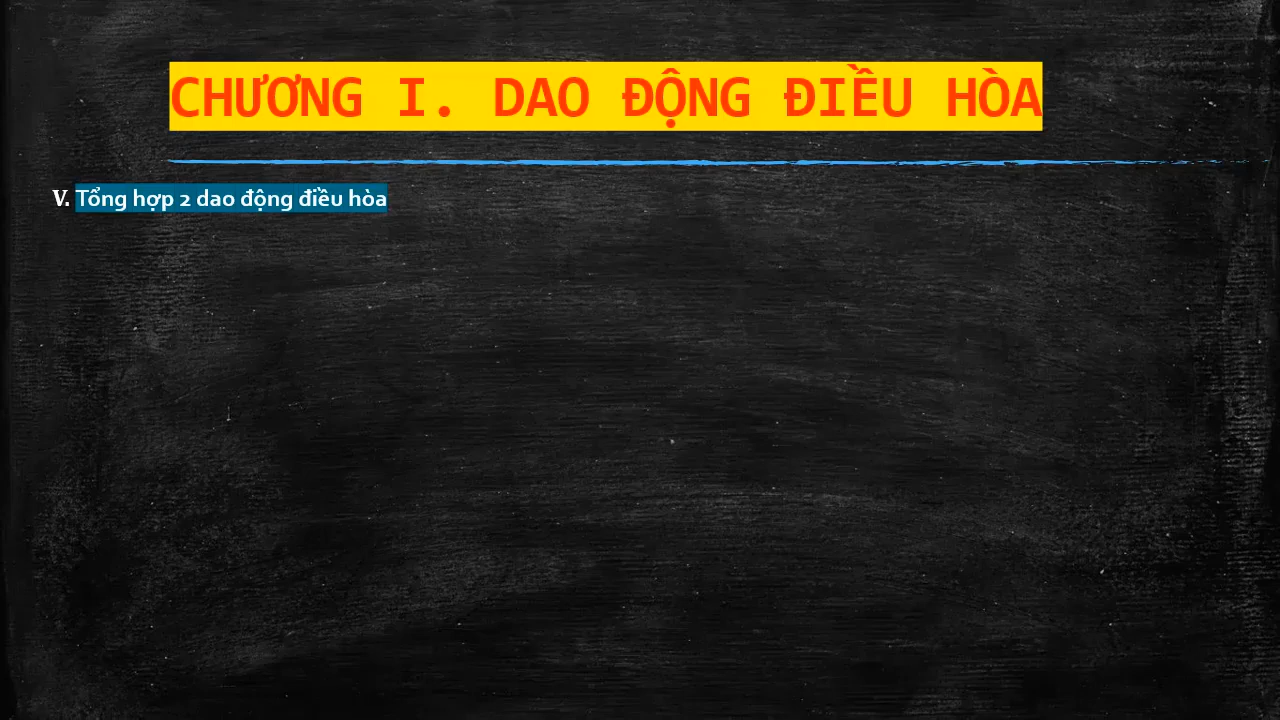 CHƯƠNG I. DAO ĐỘNG ĐIỀU HÒA
V. Tổng hợp 2 dao động điều hòa